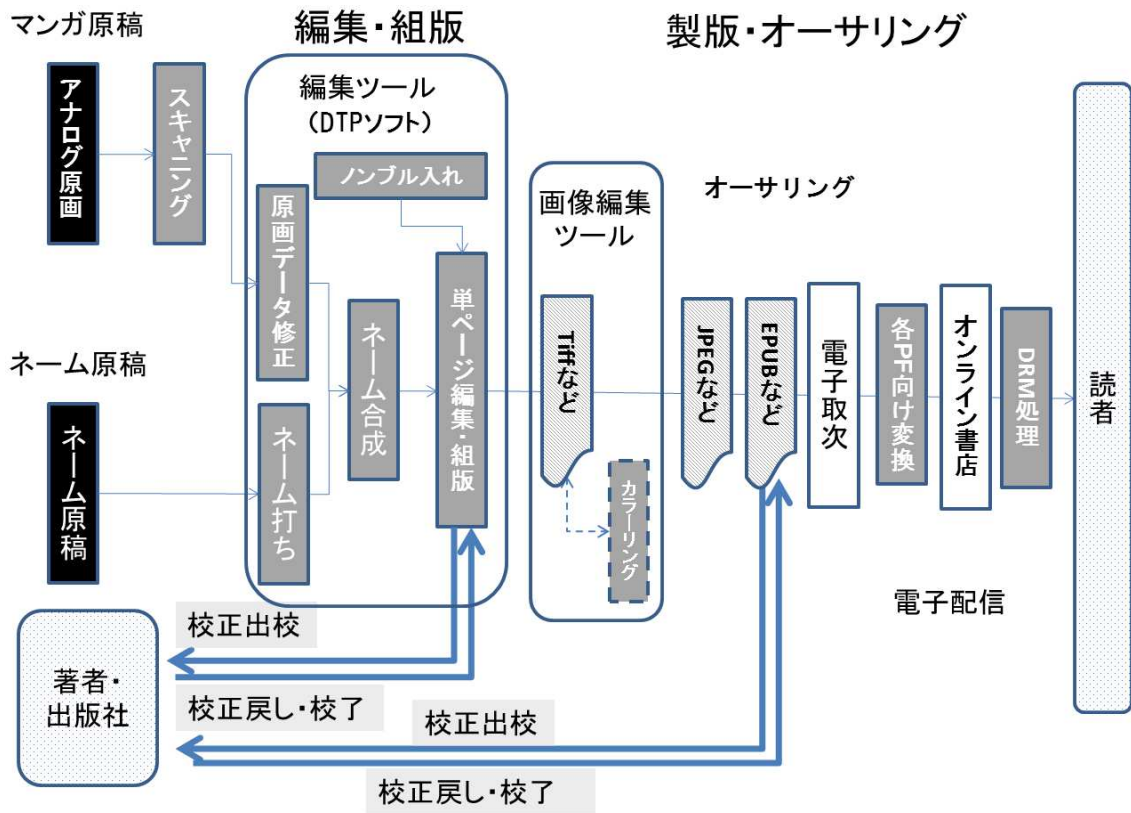 マンガ原稿
編集・組版
製版・オーサリング
アナログ原画
スキャニング
編集ツール
(DTPソフト)
ノンブル入れ
原画データ修正
ネーム合成
単ページ編集・組版
画像編集
ツール
オーサリング
Tiffなど
カラーリング
JPEGなど
EPUBなど
電子取次
各PF向け変換
オンライン書店
DRM処理
読者
ネーム原稿
ネーム原稿
ネーム打ち
電子配信
著者・
出版社
校正出校
校正戻し・校了
校正出校
校正戻し・校了